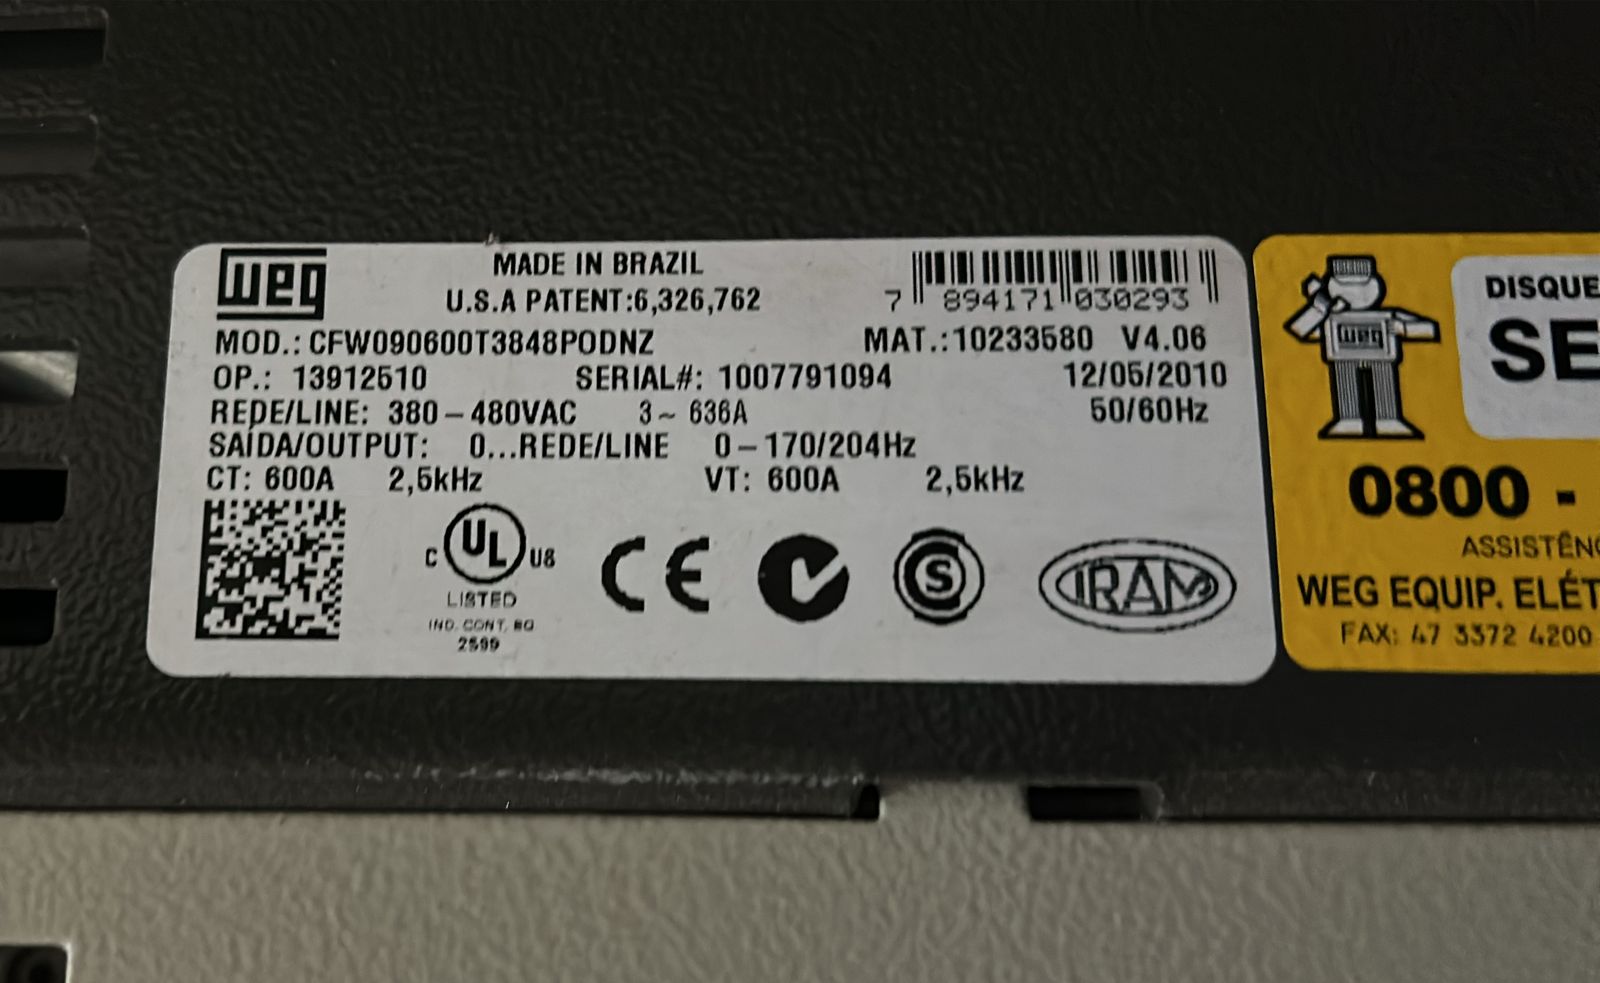 weg
MADE IN BRAZIL
U.S.A PATENT:6,326,762
7 894171 030293
MOD.: CFW090600T3848PODNZ MAT.:10233580 V4.06
OP.: 13912510 SERIAL#: 1007791094 12/05/2010
REDE/LINE: 380-480VAC 3~ 636A 50/60Hz
SAÍDA/OUTPUT: 0...REDE/LINE 0-170/204Hz
CT: 600A 2,5kHz VT: 600A 2,5kHz
C UL US
LISTED
IND. CONT. EQ
2599
CE
S
IRAM
weg
DISQUE
SE
0800 -
ASSISTÊNC
WEG EQUIP. ELÉT
FAX: 47 3372 4200